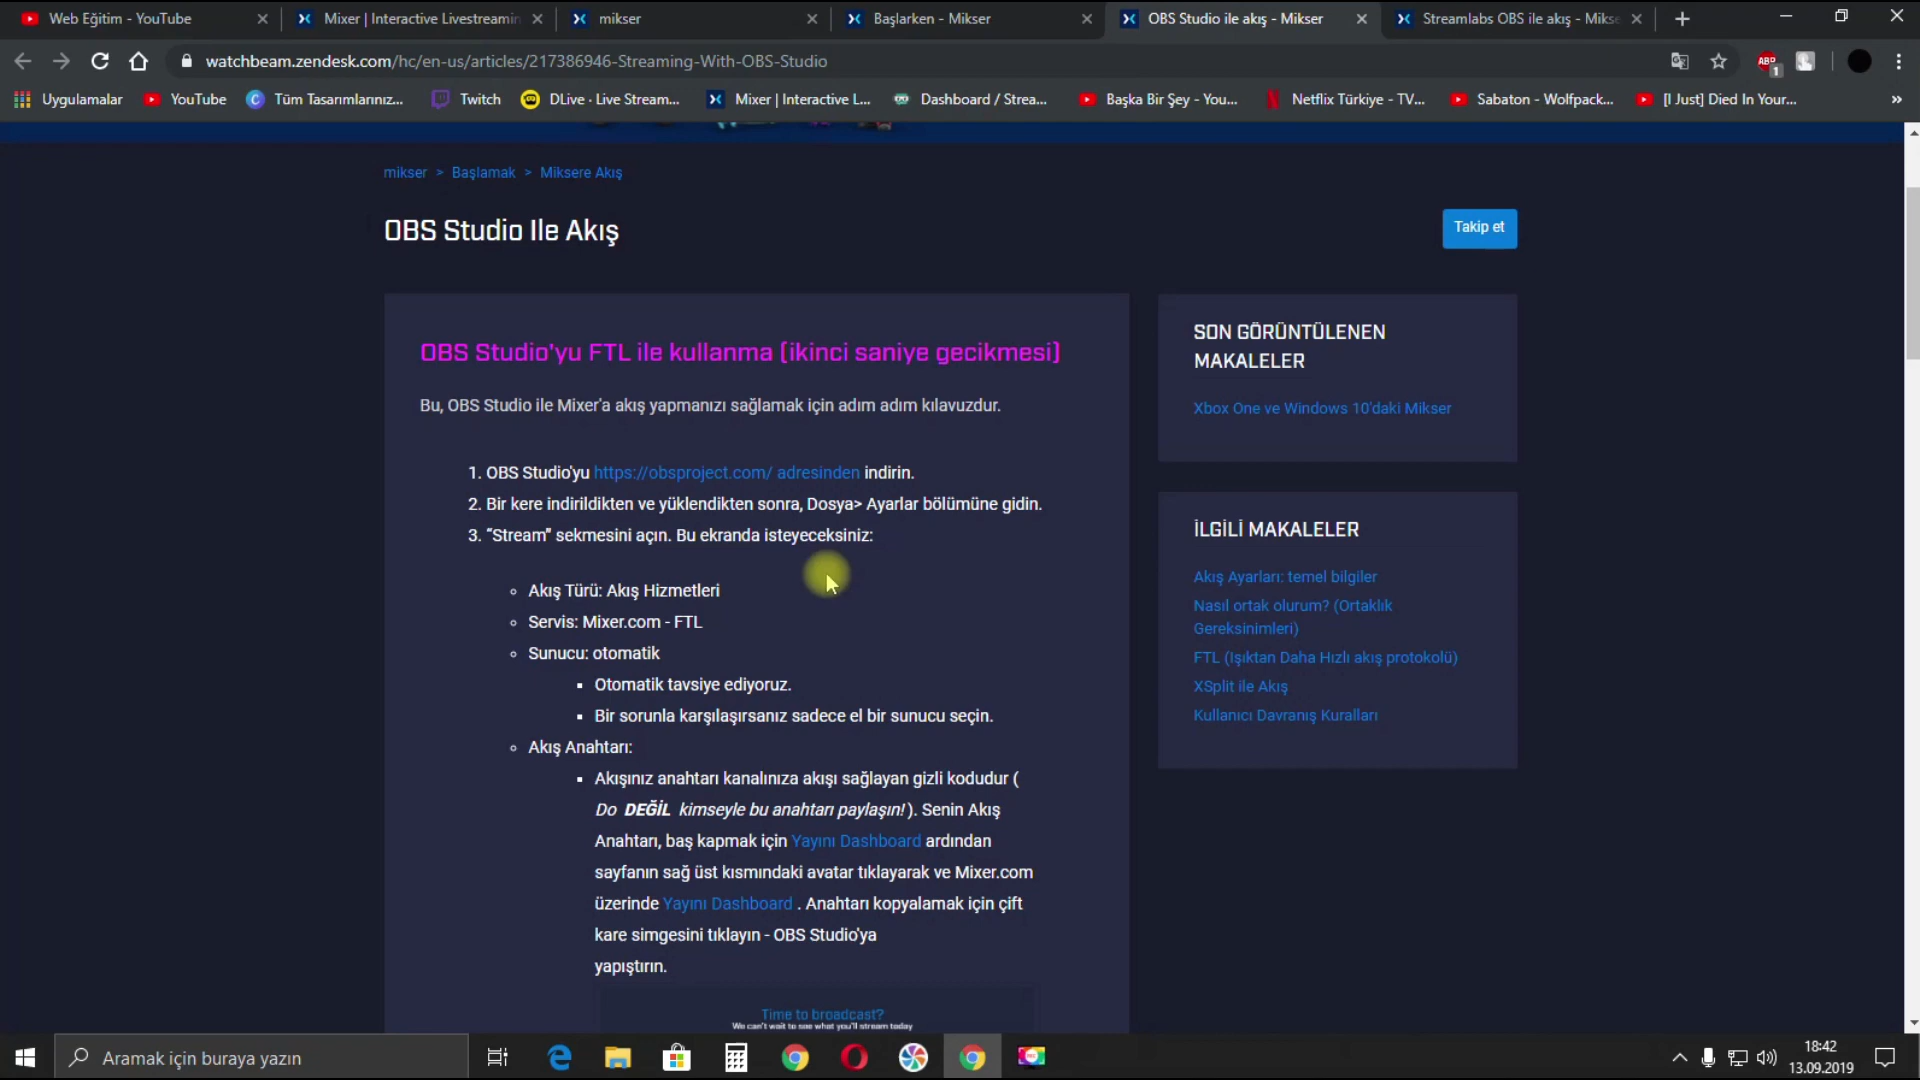 Web Eğitim - YouTube
Mixer | Interactive Livestreamin
mikser
Başlarken - Mikser
OBS Studio ile akış - Mikser
Streamlabs OBS ile akış - Miks
watchbeam.zendesk.com/hc/en-us/articles/217386946-Streaming-With-OBS-Studio
ABP
1
Uygulamalar
YouTube
Tüm Tasarımlarınız...
Twitch
DLive · Live Stream...
Mixer | Interactive L...
Dashboard / Strea...
Başka Bir Şey - You...
Netflix Türkiye - TV...
Sabaton - Wolfpack...
[I Just] Died In Your...
»
mikser > Başlamak > Miksere Akış
OBS Studio Ile Akış
Takip et
OBS Studio'yu FTL ile kullanma (ikinci saniye gecikmesi)
Bu, OBS Studio ile Mixer'a akış yapmanızı sağlamak için adım adım kılavuzdur.
1. OBS Studio'yu https://obsproject.com/ adresinden indirin.
2. Bir kere indirildikten ve yüklendikten sonra, Dosya> Ayarlar bölümüne gidin.
3. “Stream” sekmesini açın. Bu ekranda isteyeceksiniz:
Akış Türü: Akış Hizmetleri
Servis: Mixer.com - FTL
Sunucu: otomatik
Otomatik tavsiye ediyoruz.
Bir sorunla karşılaşırsanız sadece el bir sunucu seçin.
Akış Anahtarı:
Akışınız anahtarı kanalınıza akışı sağlayan gizli kodudur (
Do DEĞİL kimseyle bu anahtarı paylaşın! ). Senin Akış
Anahtarı, baş kapmak için Yayını Dashboard ardından
sayfanın sağ üst kısmındaki avatar tıklayarak ve Mixer.com
üzerinde Yayını Dashboard . Anahtarı kopyalamak için çift
kare simgesini tıklayın - OBS Studio'ya
yapıştırın.
Time to broadcast?
We can't wait to see what you'll stream today
SON GÖRÜNTÜLENEN
MAKALELER
Xbox One ve Windows 10'daki Mikser
İLGİLİ MAKALELER
Akış Ayarları: temel bilgiler
Nasıl ortak olurum? (Ortaklık
Gereksinimleri)
FTL (Işıktan Daha Hızlı akış protokolü)
XSplit ile Akış
Kullanıcı Davranış Kuralları
Aramak için buraya yazın
18:42
13.09.2019